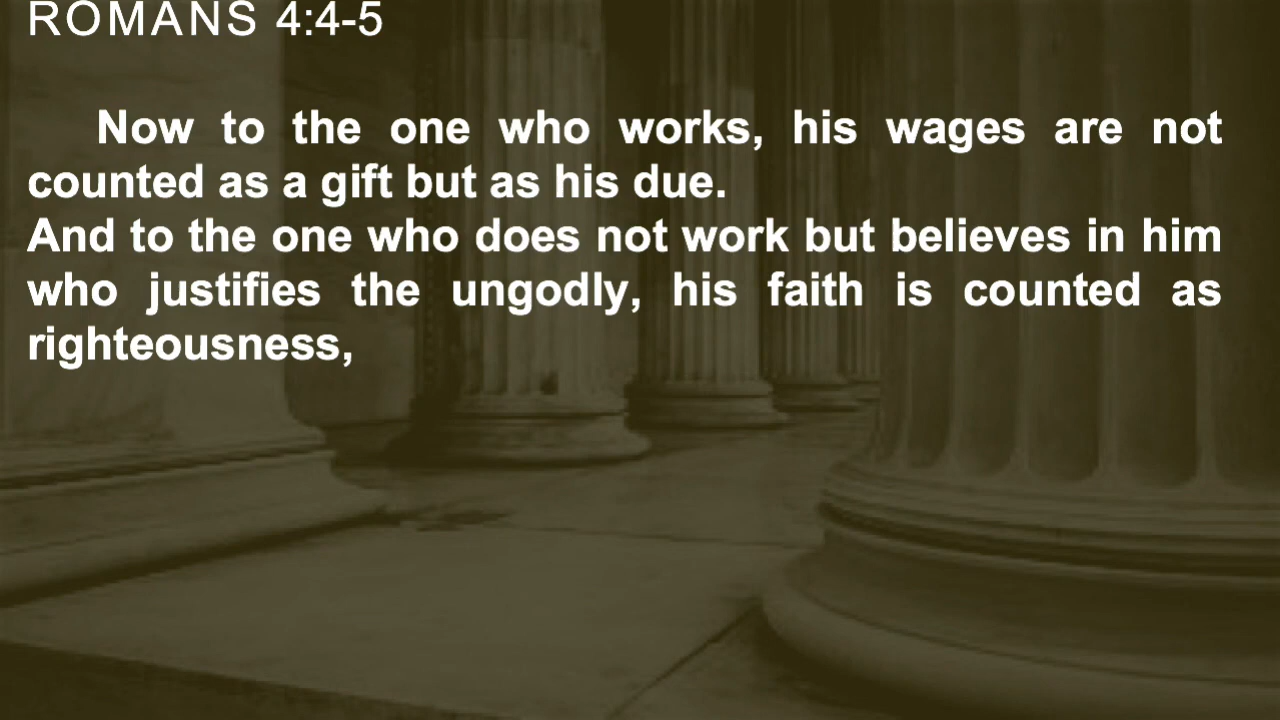 ROMANS 4:4-5
Now to the one who works, his wages are not
counted as a gift but as his due.
And to the one who does not work but believes in him
who justifies the ungodly, his faith is counted as
righteousness,